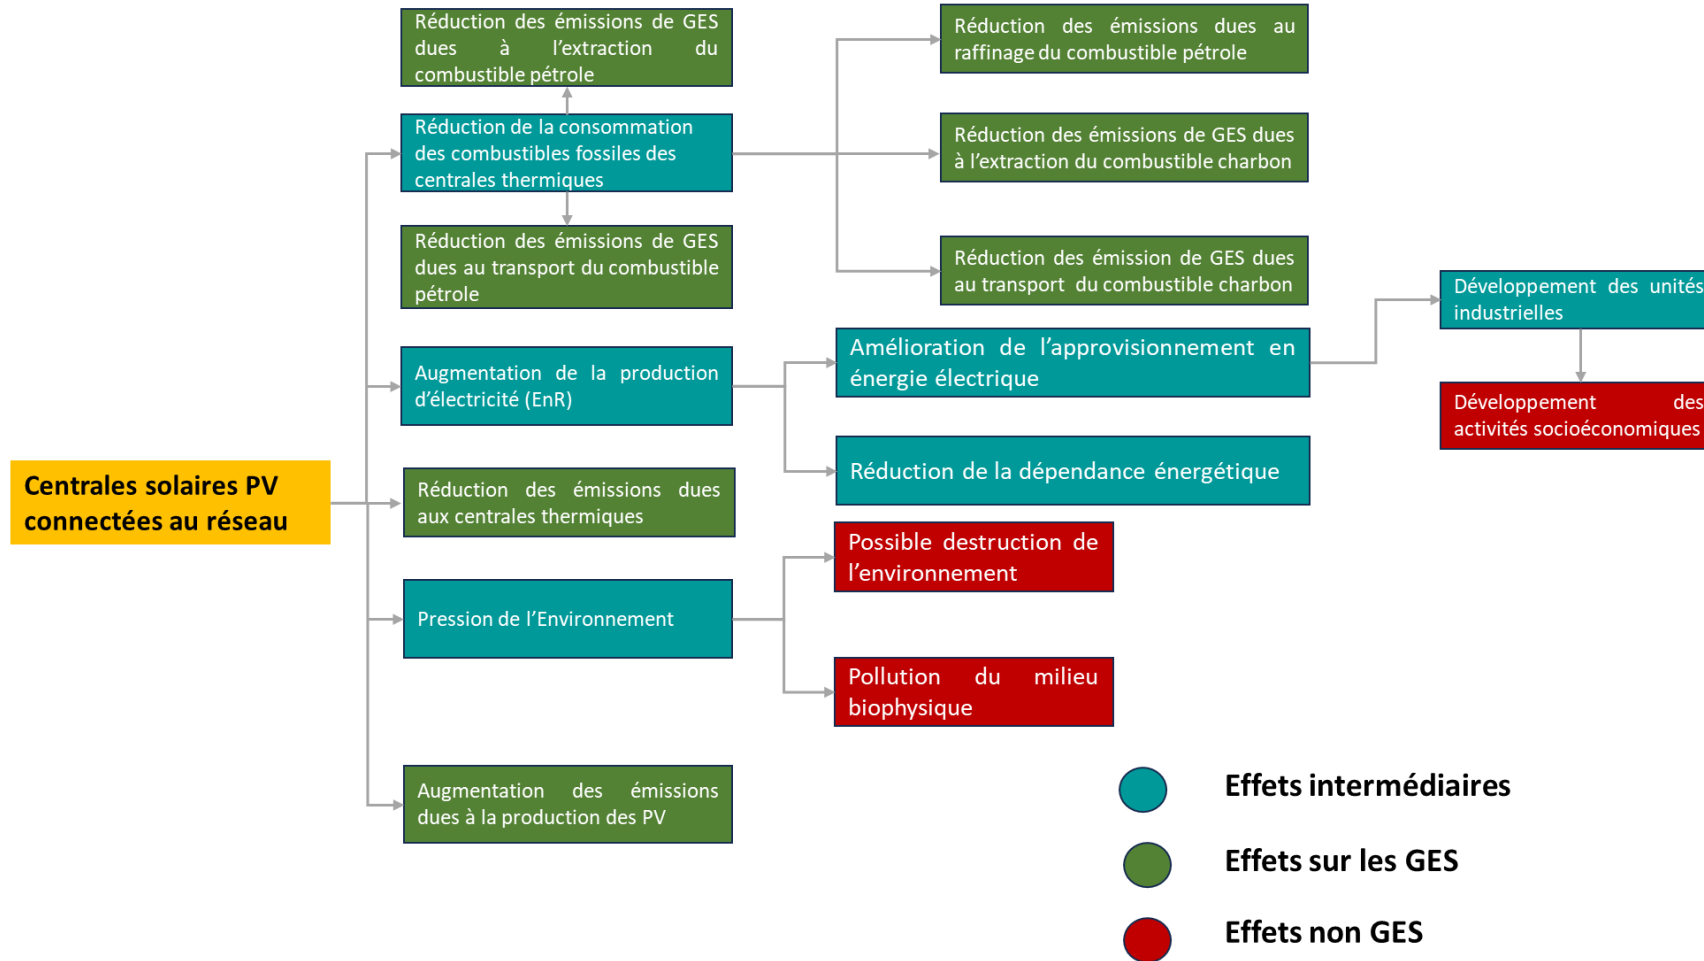 Réduction des émissions de GES
dues à l'extraction du
combustible pétrole
Réduction des émissions dues au
raffinage du combustible pétrole
Réduction de la consommation
des combustibles fossiles des
centrales thermiques
Réduction des émissions de GES dues
à l'extraction du combustible charbon
Réduction des émissions de GES
dues au transport du combustible
pétrole
Réduction des émission de GES dues
au transport du combustible charbon
Développement des unités
industrielles
Amélioration de l'approvisionnement en
énergie électrique
Augmentation de la production
d'électricité (EnR)
Développement des
activités socioéconomiques
Réduction de la dépendance énergétique
Centrales solaires PV
connectées au réseau
Réduction des émissions dues
aux centrales thermiques
Possible destruction de
l'environnement
Pression de l'Environnement
Pollution du milieu
biophysique
Augmentation des émissions
dues à la production des PV
Effets intermédiaires
Effets sur les GES
Effets non GES